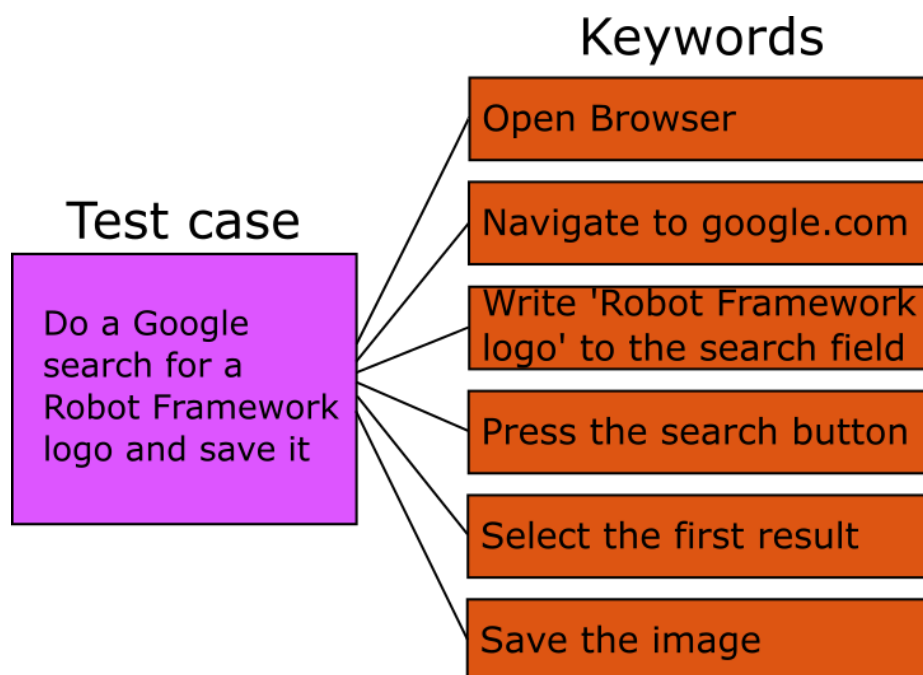 Keywords
Open Browser
Navigate to google.com
Write 'Robot Framework
logo' to the search field
Press the search button
Select the first result
Save the image
Test case
Do a Google
search for a
Robot Framework
logo and save it